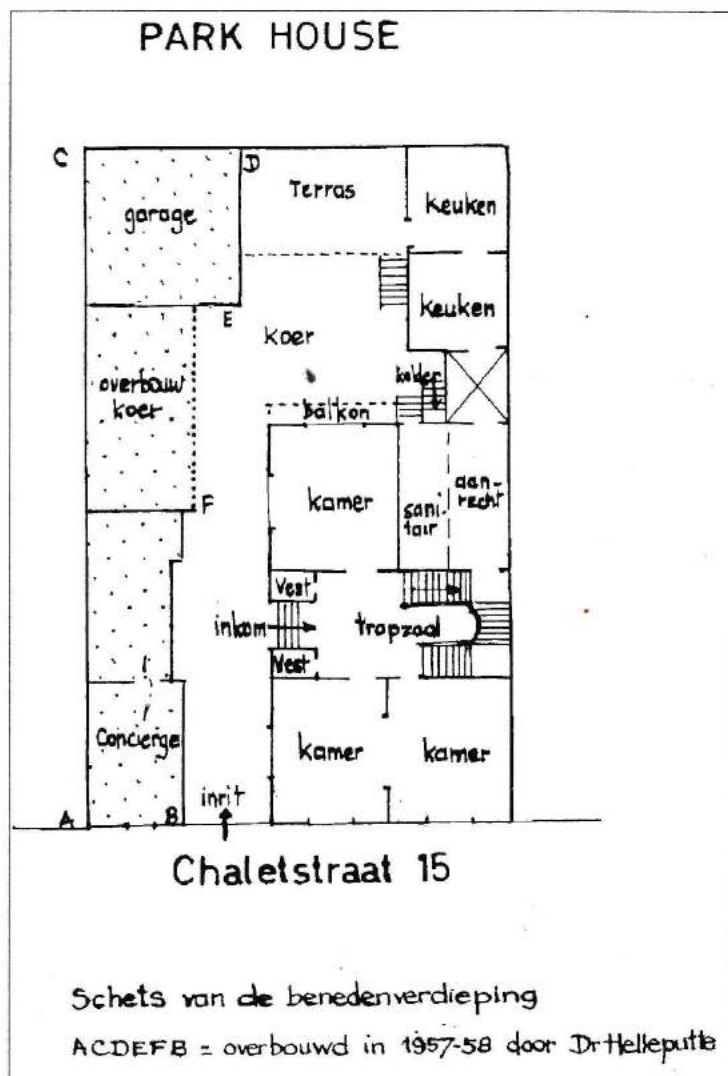 PARK HOUSE
C
D
garage
Terras
keuken
E
koer
keuken
overbouw
koer
kelder
balkon
F
kamer
sani-
tair
aan-
recht
Vest
inkom
trapzaal
Vest
Concierge
kamer
kamer
inrit
A
B
Chaletstraat 15
Schets van de benedenverdieping
ACDEFB = overbouwd in 1957-58 door Dr Helleputte